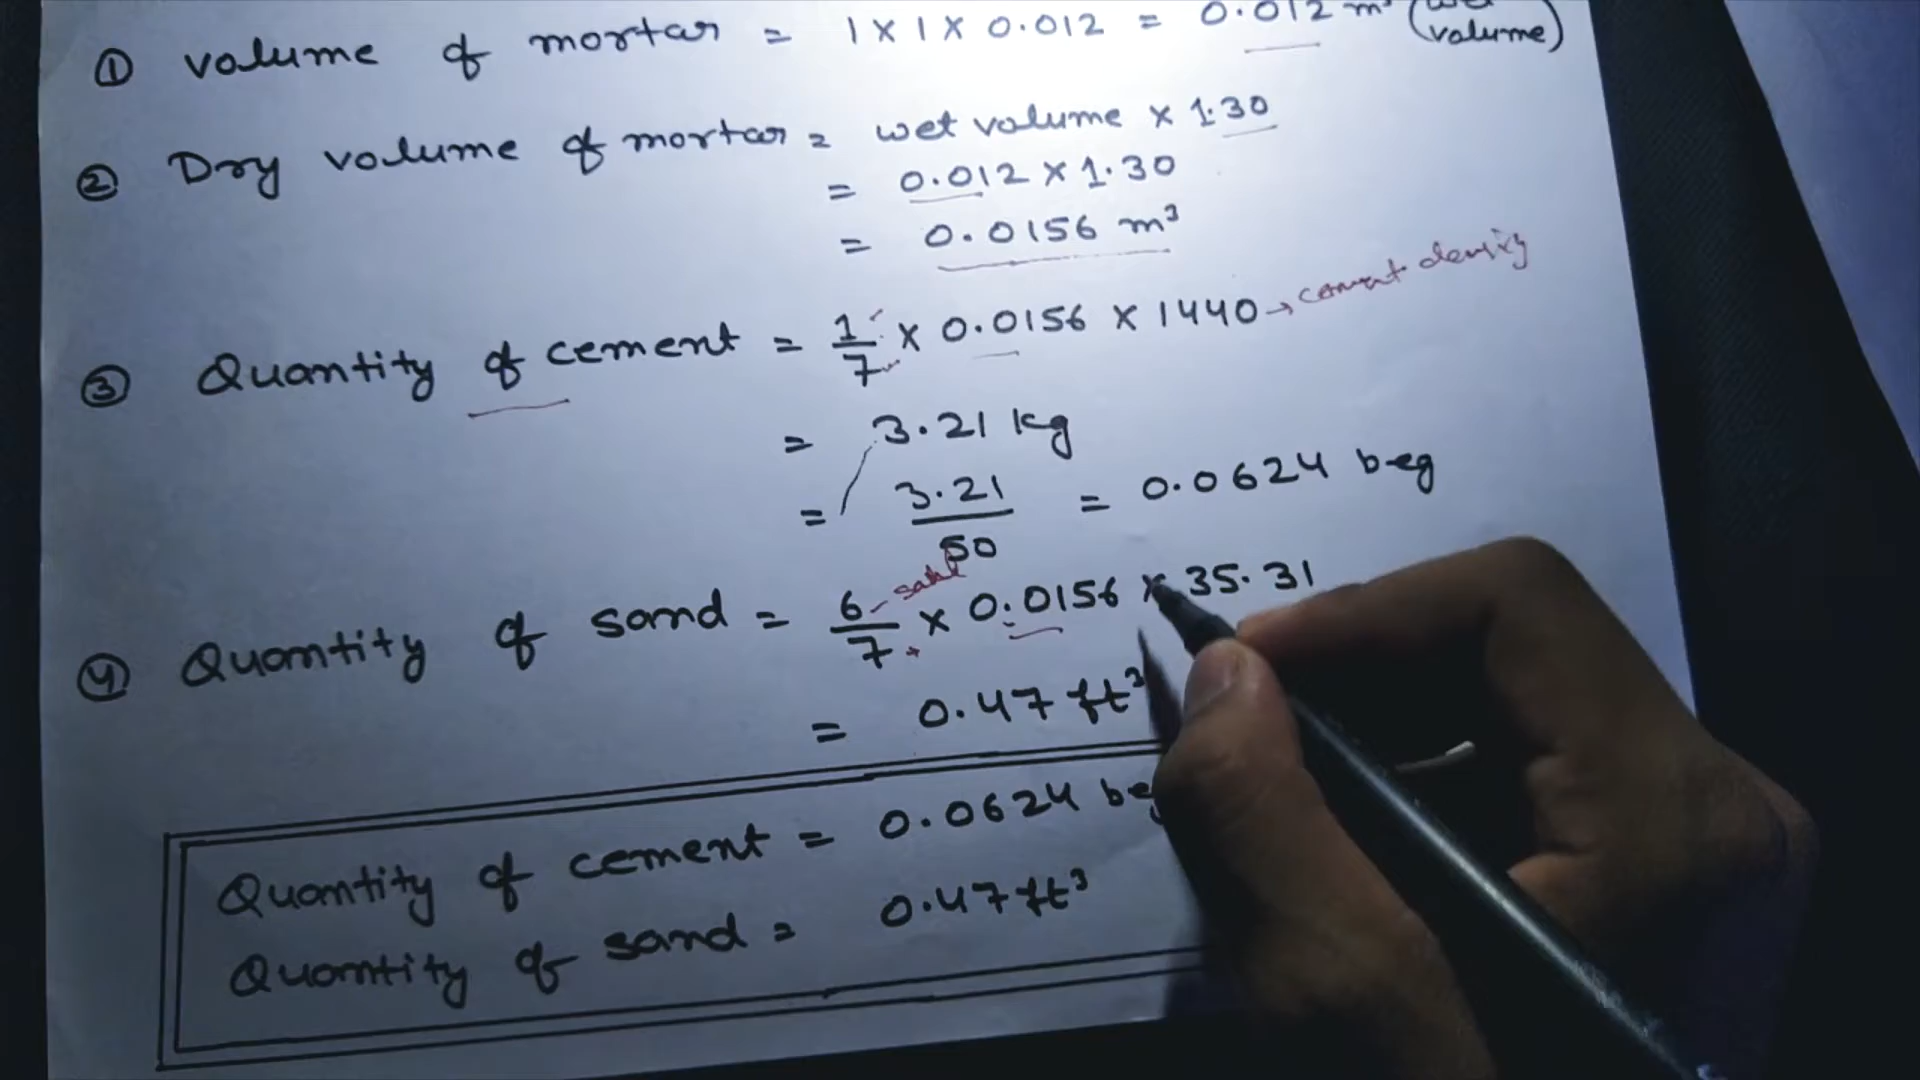 ① volume of mortar = 1 X 1 X 0.012 = 0.012 m³ (
volume)
② Dry volume of mortar = wet volume x 1.30
= 0.012 X 1.30
= 0.0156 m³
③ Quantity of cement = 1/7 X 0.0156 X 1440 → cement density
= 3.21 kg
= 3.21/50 = 0.0624 beg
④ Quantity of sand = 6/7 x 0.0156 x 35.31
= 0.47 ft³
Quantity of cement = 0.0624 beg
Quantity of sand = 0.47 ft³